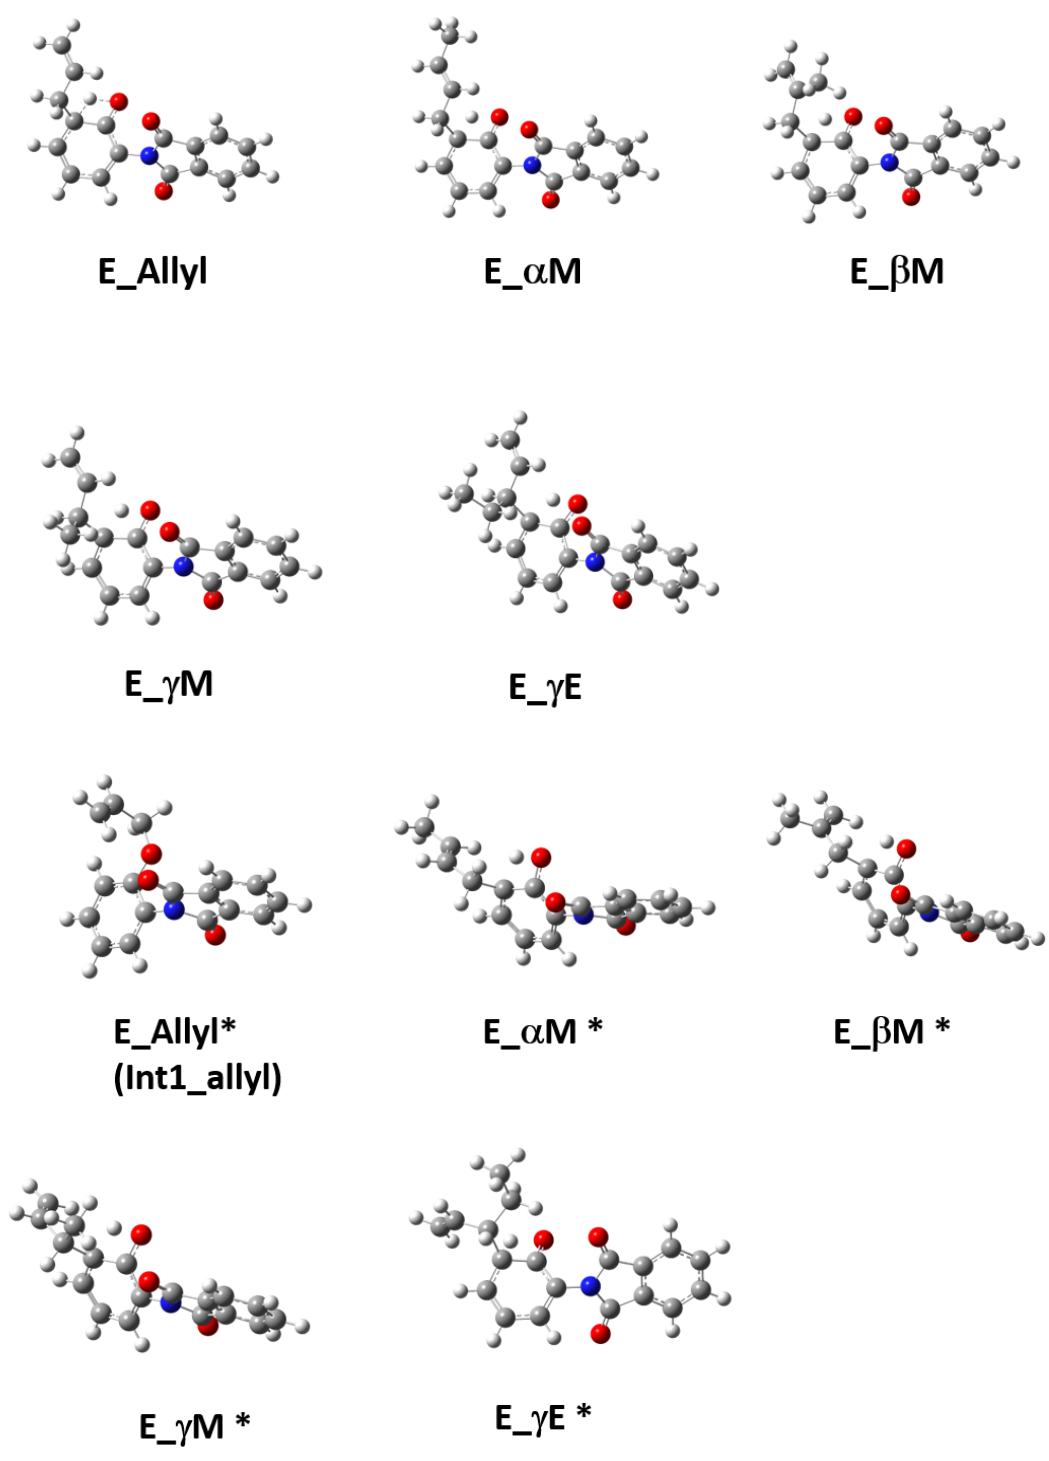 E_Allyl
E_αM
E_βM
E_γM
E_γE
E_Allyl*
(Int1_allyl)
E_αM *
E_βM *
E_γM *
E_γE *